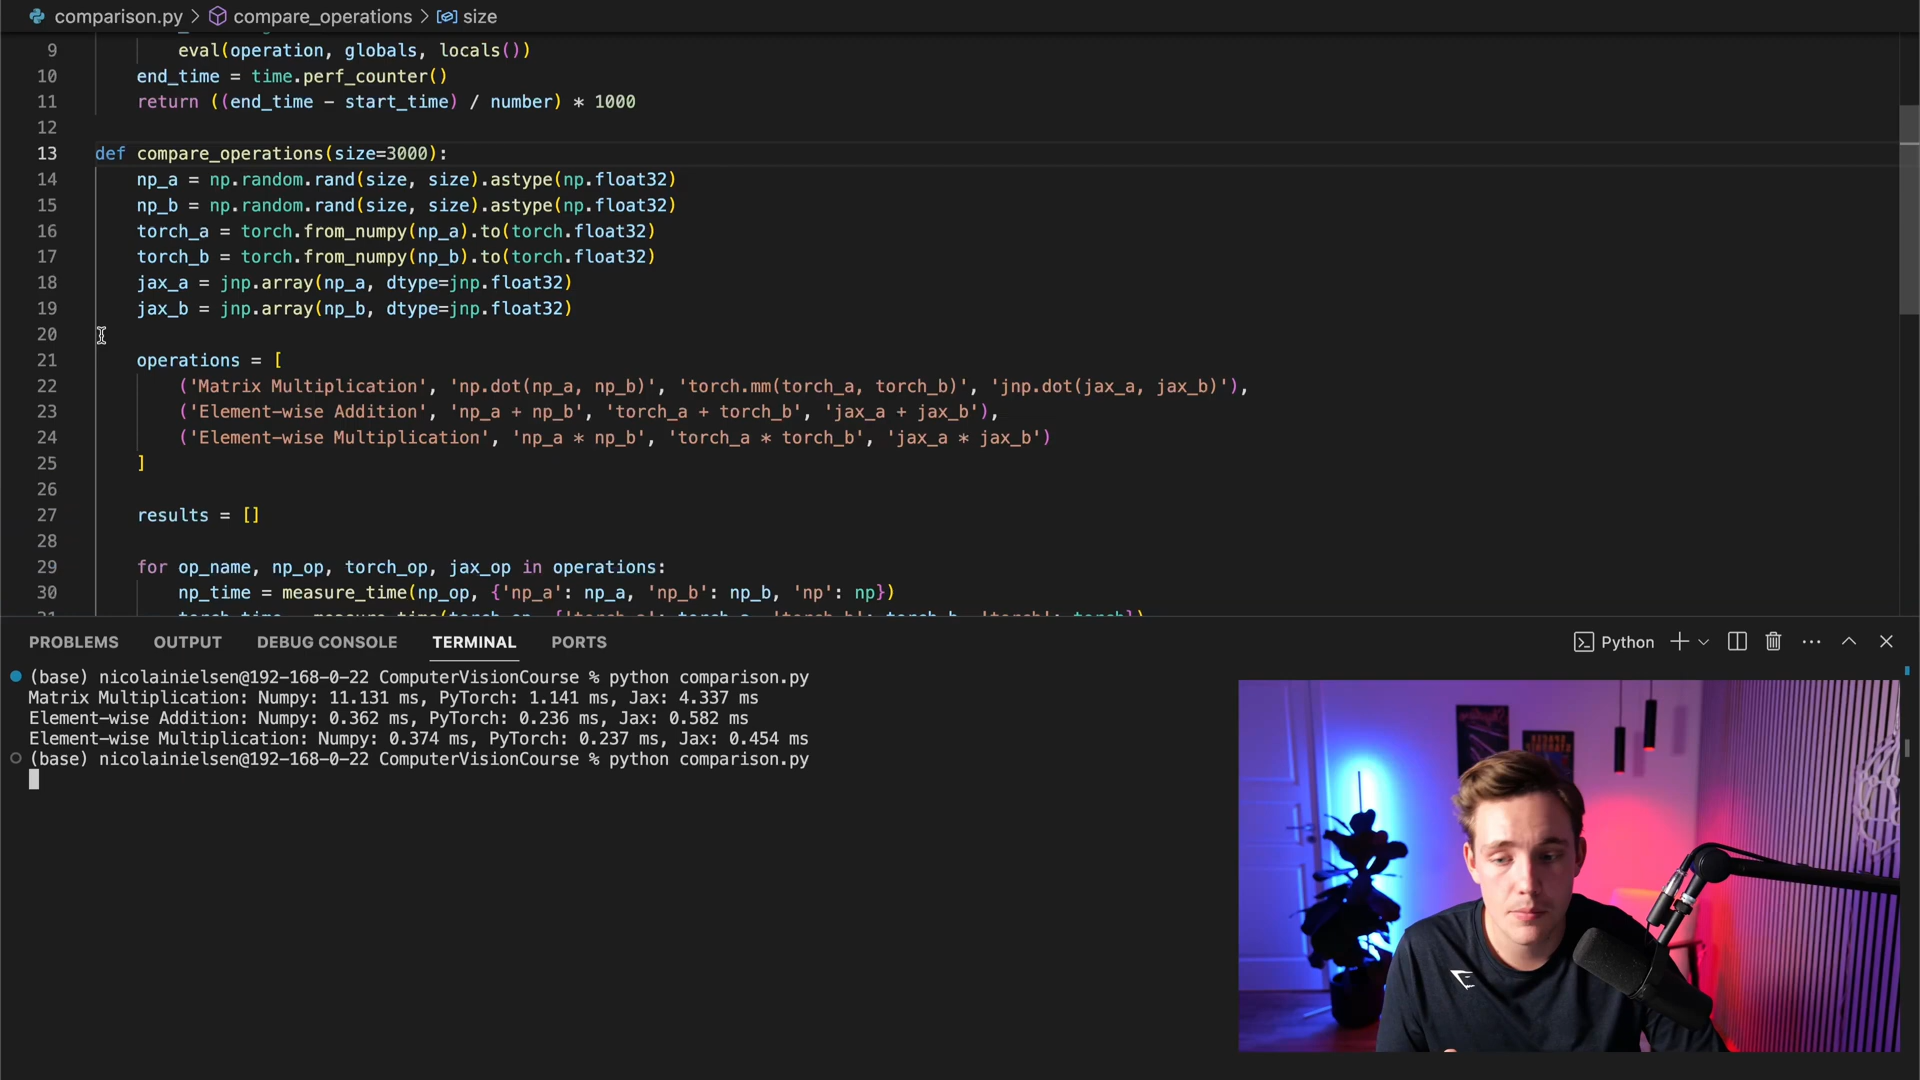 comparison.py > compare_operations > size
9 eval(operation, globals, locals())
10 end_time = time.perf_counter()
11 return ((end_time - start_time) / number) * 1000
12
13 def compare_operations(size=3000):
14 np_a = np.random.rand(size, size).astype(np.float32)
15 np_b = np.random.rand(size, size).astype(np.float32)
16 torch_a = torch.from_numpy(np_a).to(torch.float32)
17 torch_b = torch.from_numpy(np_b).to(torch.float32)
18 jax_a = jnp.array(np_a, dtype=jnp.float32)
19 jax_b = jnp.array(np_b, dtype=jnp.float32)
20
21 operations = [
22 ('Matrix Multiplication', 'np.dot(np_a, np_b)', 'torch.mm(torch_a, torch_b)', 'jnp.dot(jax_a, jax_b)'),
23 ('Element-wise Addition', 'np_a + np_b', 'torch_a + torch_b', 'jax_a + jax_b'),
24 ('Element-wise Multiplication', 'np_a * np_b', 'torch_a * torch_b', 'jax_a * jax_b')
25 ]
26
27 results = []
28
29 for op_name, np_op, torch_op, jax_op in operations:
30 np_time = measure_time(np_op, {'np_a': np_a, 'np_b': np_b, 'np': np})
PROBLEMS OUTPUT DEBUG CONSOLE TERMINAL PORTS Python
(base) nicolainielsen@192-168-0-22 ComputerVisionCourse % python comparison.py
Matrix Multiplication: Numpy: 11.131 ms, PyTorch: 1.141 ms, Jax: 4.337 ms
Element-wise Addition: Numpy: 0.362 ms, PyTorch: 0.236 ms, Jax: 0.582 ms
Element-wise Multiplication: Numpy: 0.374 ms, PyTorch: 0.237 ms, Jax: 0.454 ms
(base) nicolainielsen@192-168-0-22 ComputerVisionCourse % python comparison.py